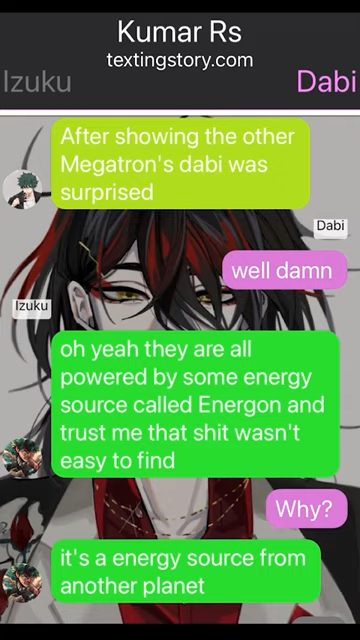 Kumar Rs
textingstory.com
Izuku
Dabi
After showing the other
Megatron's dabi was
surprised
Dabi
well damn
Izuku
oh yeah they are all
powered by some energy
source called Energon and
trust me that shit wasn't
easy to find
Why?
it's a energy source from
another planet